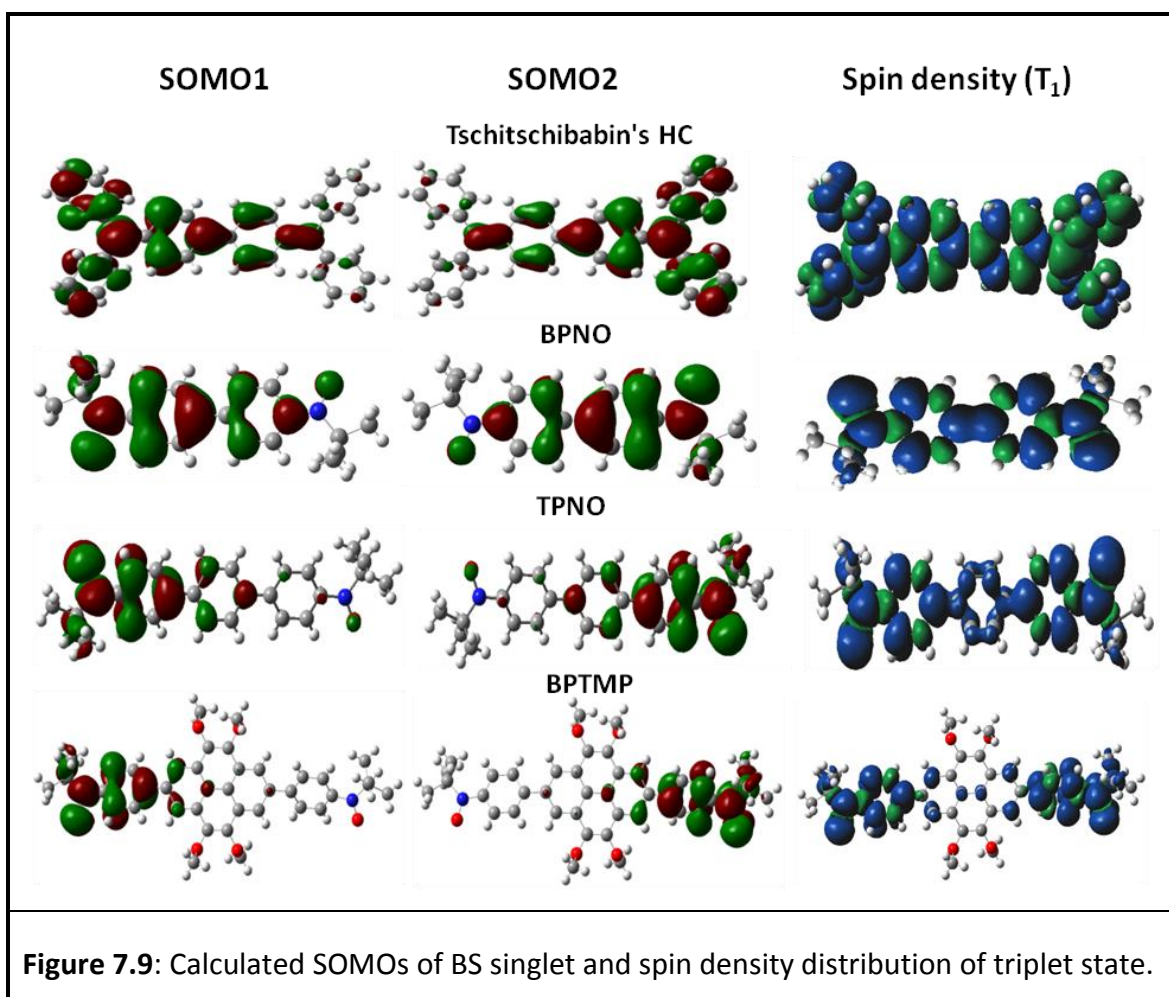 SOMO1 SOMO2 Spin density (T₁)
Tschitschibabin's HC
BPNO
TPNO
BPTMP
Figure 7.9: Calculated SOMOs of BS singlet and spin density distribution of triplet state.